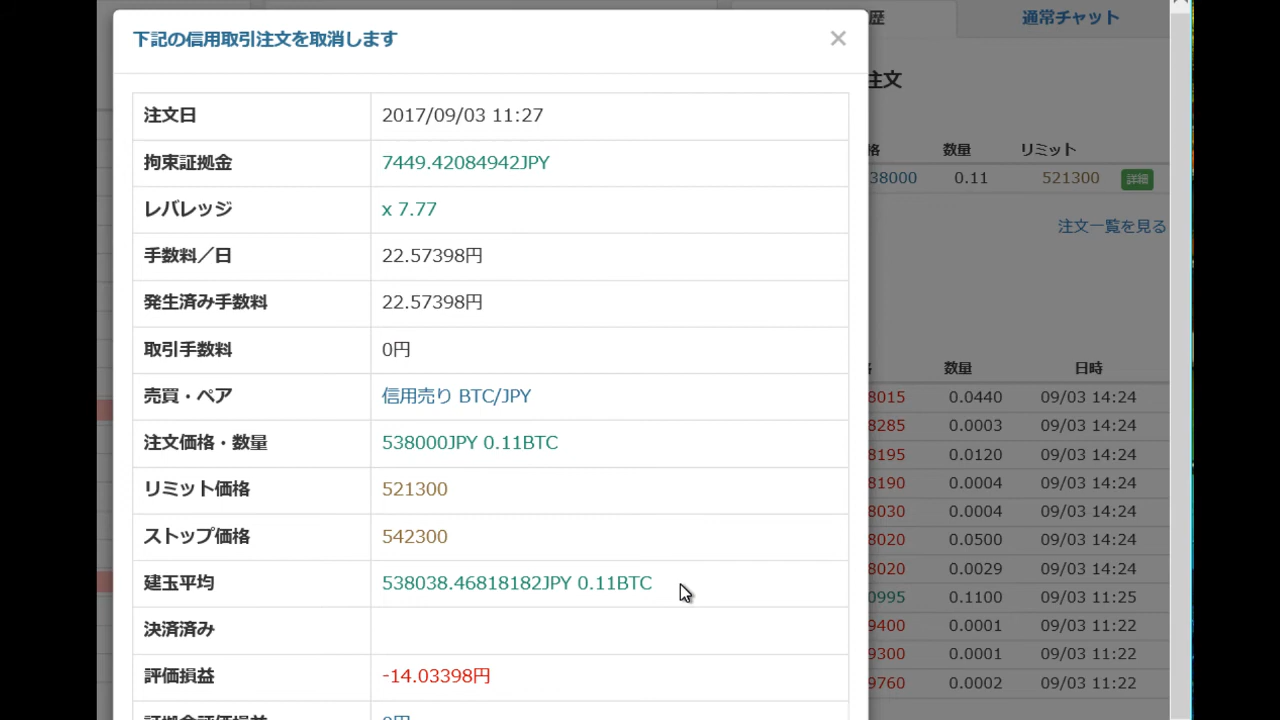 下記の信用取引注文を取消します ×
注文日 2017/09/03 11:27
拘束証拠金 7449.42084942JPY
レバレッジ x 7.77
手数料／日 22.57398円
発生済み手数料 22.57398円
取引手数料 0円
売買・ペア 信用売り BTC/JPY
注文価格・数量 538000JPY 0.11BTC
リミット価格 521300
ストップ価格 542300
建玉平均 538038.46818182JPY 0.11BTC
決済済み
評価損益 -14.03398円
証拠金評価損益 0円
歴 通常チャット
注文
格 数量 リミット
38000 0.11 521300 詳細
注文一覧を見る
数量 日時
8015 0.0440 09/03 14:24
8285 0.0003 09/03 14:24
8195 0.0120 09/03 14:24
8190 0.0004 09/03 14:24
8030 0.0004 09/03 14:24
8020 0.0500 09/03 14:24
8020 0.0029 09/03 14:24
0995 0.1100 09/03 11:25
9400 0.0001 09/03 11:22
9300 0.0001 09/03 11:22
9760 0.0002 09/03 11:22